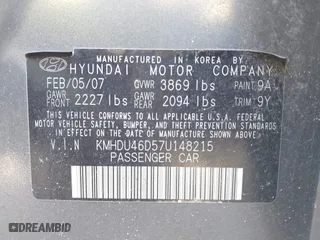 MANUFACTURED IN KOREA BY
HYUNDAI MOTOR COMPANY
FEB/05/07 GVWR 3869 lbs PAINT 9A
GAWR FRONT 2227 lbs GAWR REAR 2094 lbs TRIM 9Y
THIS VEHICLE CONFORMS TO ALL APPLICABLE U.S. FEDERAL
MOTOR VEHICLE SAFETY, BUMPER, AND THEFT PREVENTION
STANDARDS IN EFFECT ON THE DATE OF MANUFACTURE
SHOWN ABOVE.
V.I.N KMHDU46D57U148215
PASSENGER CAR